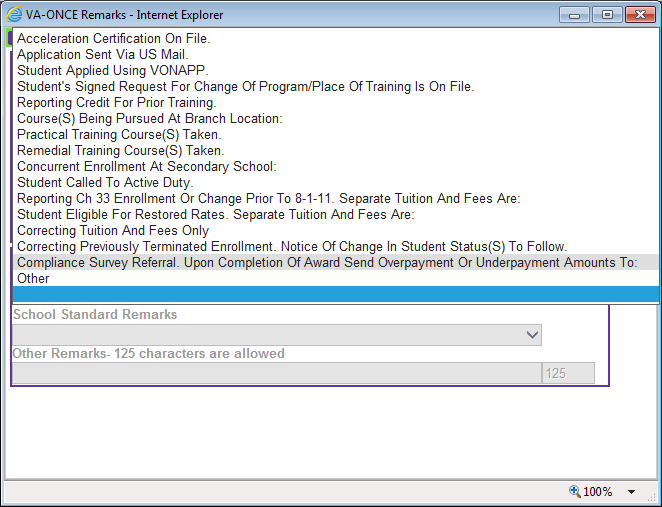 VA-ONCE Remarks - Internet Explorer
Acceleration Certification On File.
Application Sent Via US Mail.
Student Applied Using VONAPP.
Student's Signed Request For Change Of Program/Place Of Training Is On File.
Reporting Credit For Prior Training.
Course(S) Being Pursued At Branch Location:
Practical Training Course(S) Taken.
Remedial Training Course(S) Taken.
Concurrent Enrollment At Secondary School:
Student Called To Active Duty.
Reporting Ch 33 Enrollment Or Change Prior To 8-1-11. Separate Tuition And Fees Are:
Student Eligible For Restored Rates. Separate Tuition And Fees Are:
Correcting Tuition And Fees Only
Correcting Previously Terminated Enrollment. Notice Of Change In Student Status(S) To Follow.
Compliance Survey Referral. Upon Completion Of Award Send Overpayment Or Underpayment Amounts To:
Other
School Standard Remarks
Other Remarks- 125 characters are allowed
125
100%